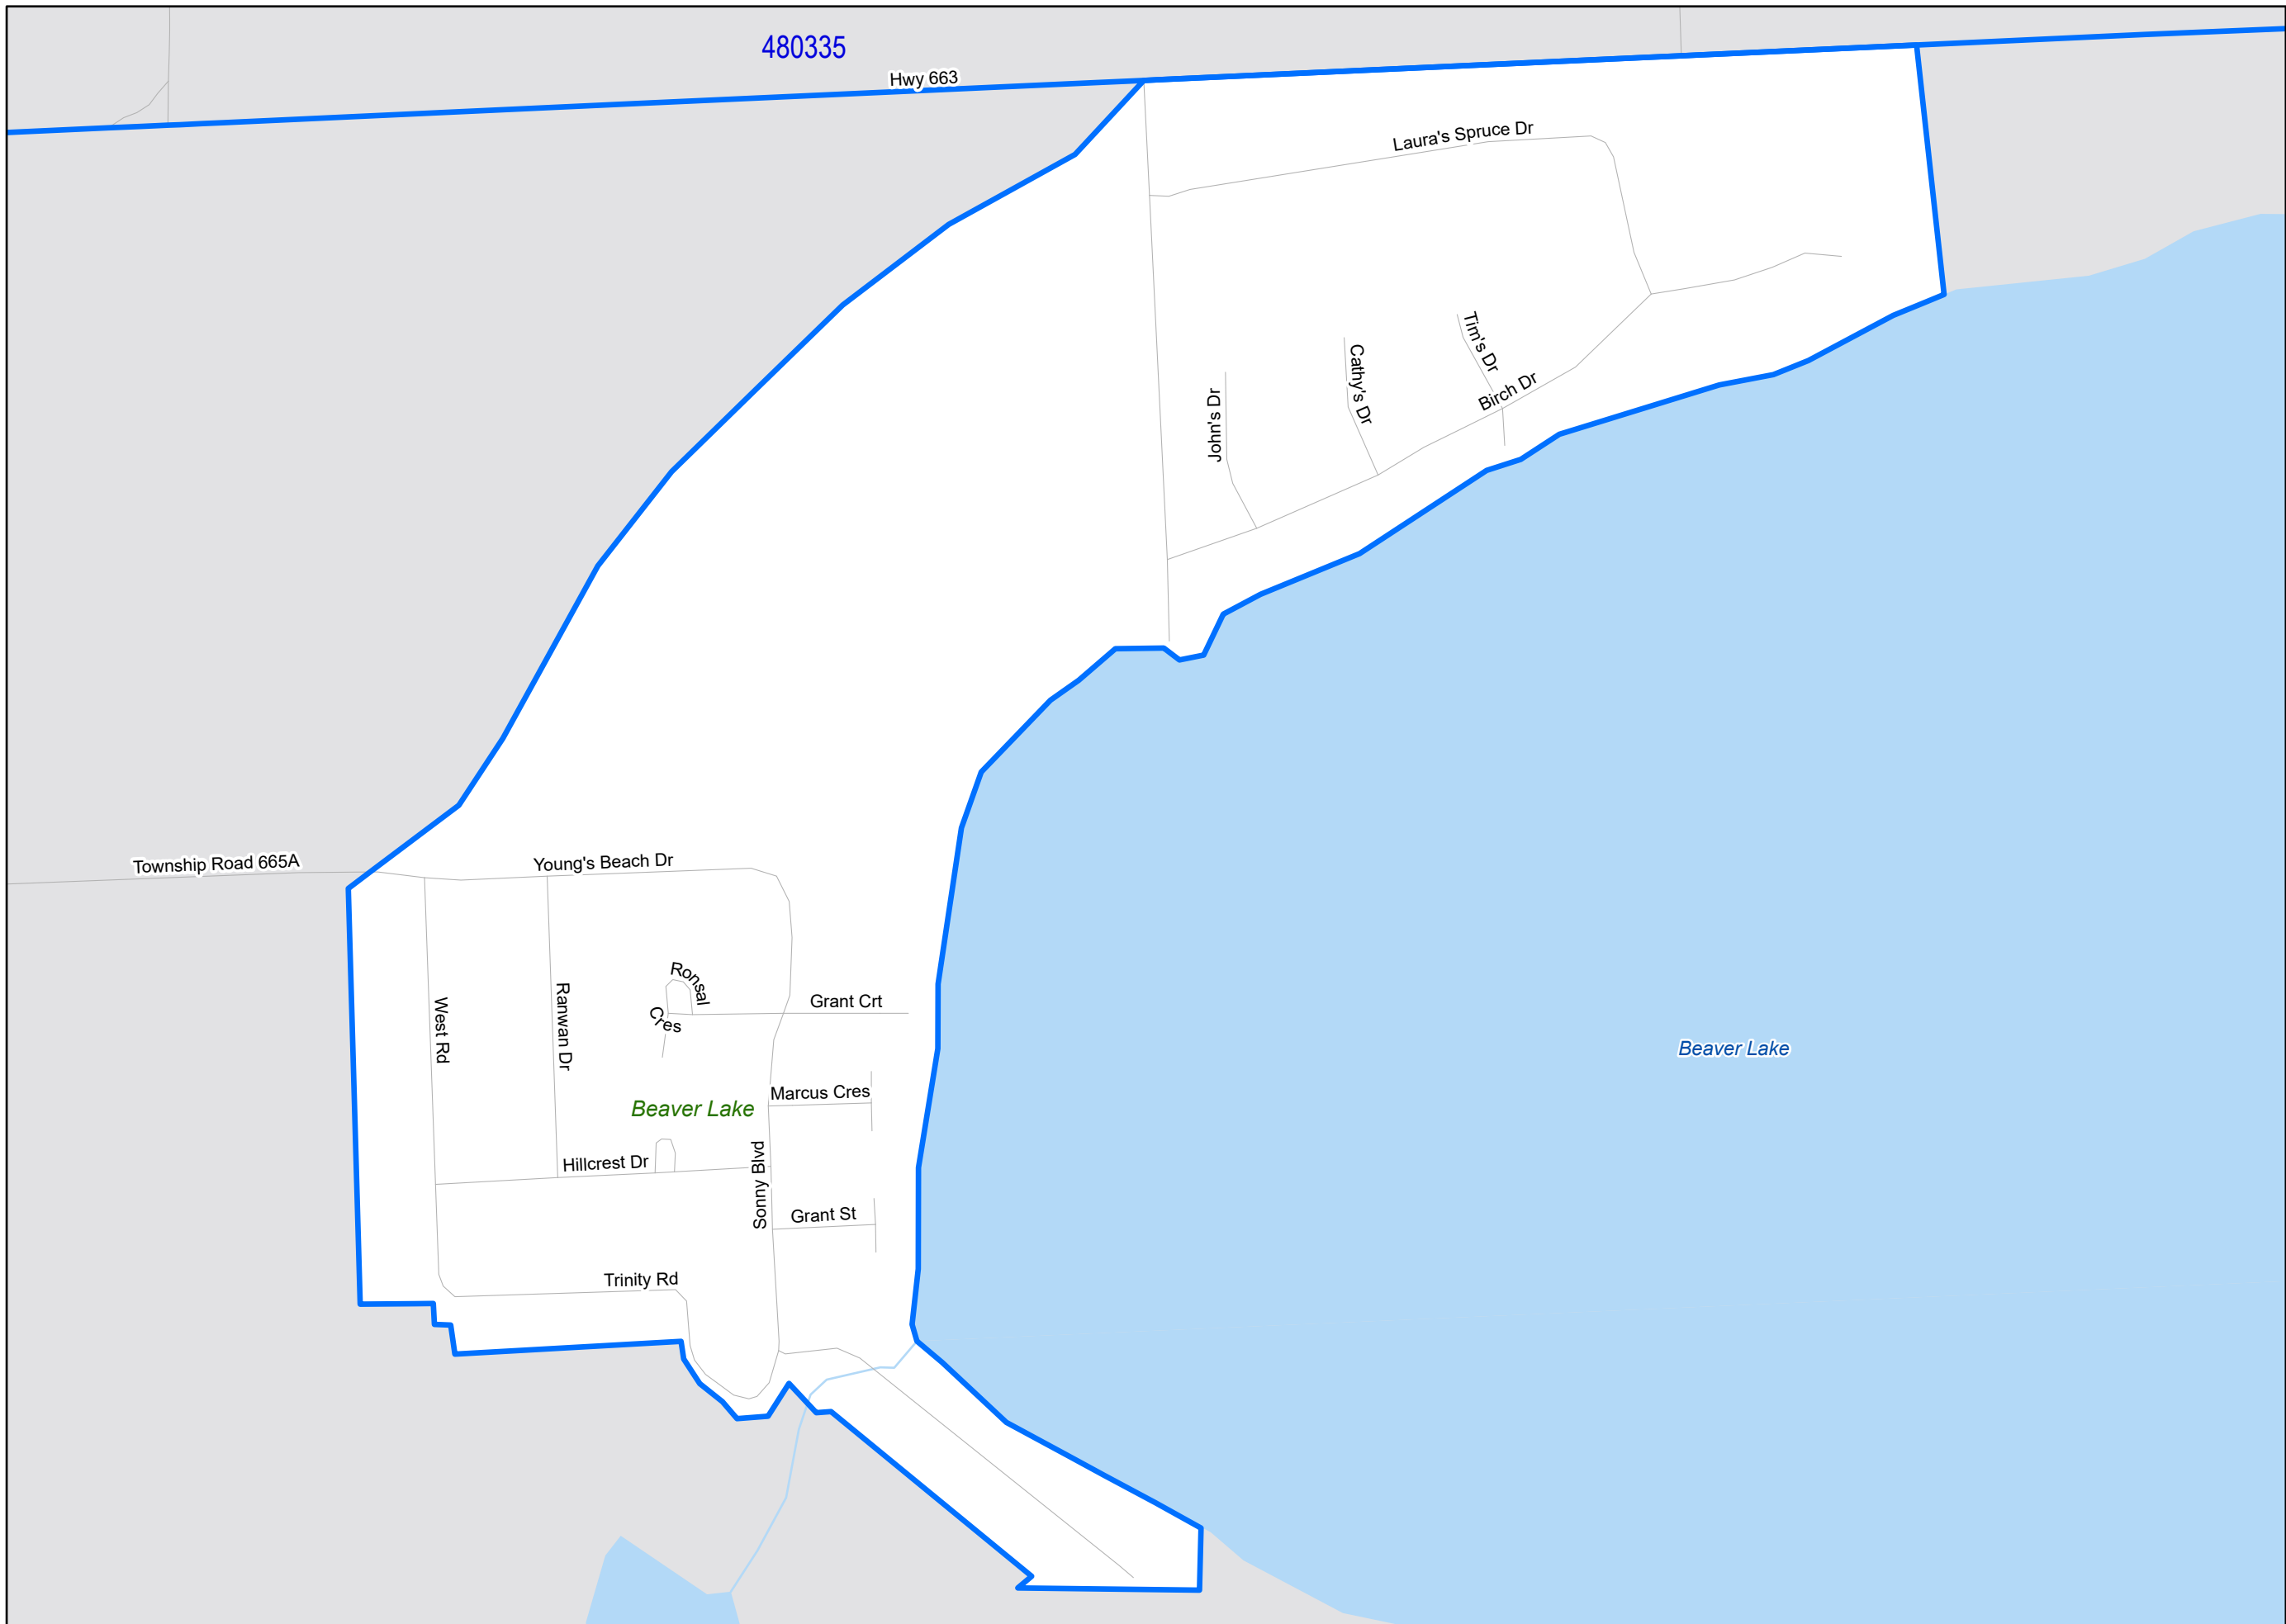 480335
Hwy 663
Laura's Spruce Dr
Tim's Dr
Cathy's Dr
John's Dr
Birch Dr
Township Road 665A
Young's Beach Dr
Ronsal
Cres
Grant Crt
West Rd
Ranwan Dr
Beaver Lake
Marcus Cres
Beaver Lake
Hillcrest Dr
Sonny Blvd
Grant St
Trinity Rd